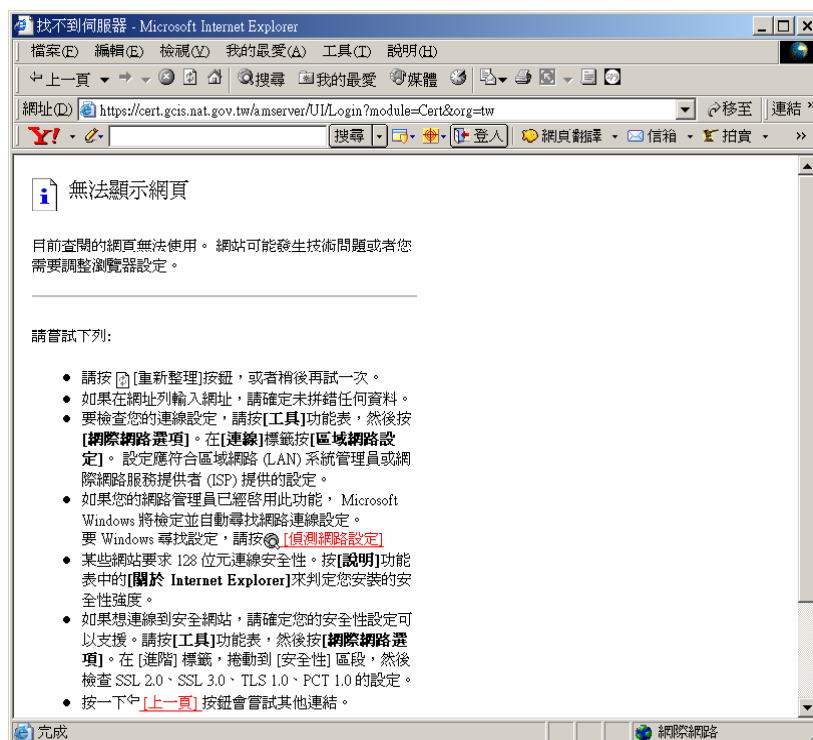 找不到伺服器 - Microsoft Internet Explorer
檔案(F) 編輯(E) 檢視(V) 我的最愛(A) 工具(T) 說明(H)
上一頁 搜尋 我的最愛 媒體
網址(D) https://cert.gcis.nat.gov.tw/amserver/UI/Login?module=Cert&org=tw 移至 連結 »
Y! 搜尋 登入 網頁翻譯 信箱 拍賣 »
無法顯示網頁
目前查閱的網頁無法使用。 網站可能發生技術問題或者您
需要調整瀏覽器設定。
請嘗試下列:
請按 [重新整理]按鈕，或者稍後再試一次。
如果在網址列輸入網址，請確定未拼錯任何資料。
要檢查您的連線設定，請按[工具]功能表，然後按
[網際網路選項]。在[連線]標籤按[區域網路設
定]。 設定應符合區域網路 (LAN) 系統管理員或網
際網路服務提供者 (ISP) 提供的設定。
如果您的網路管理員已經啓用此功能， Microsoft
Windows 將檢定並自動尋找網路連線設定。
要 Windows 尋找設定，請按 [偵測網路設定]
某些網站要求 128 位元連線安全性。按[說明]功能
表中的[關於 Internet Explorer]來判定您安裝的安
全性強度。
如果想連線到安全網站，請確定您的安全性設定可
以支援。請按[工具]功能表，然後按[網際網路選
項]。在 [進階] 標籤，捲動到 [安全性] 區段，然後
檢查 SSL 2.0、SSL 3.0、TLS 1.0、PCT 1.0 的設定。
按一下 [上一頁] 按鈕會嘗試其他連結。
完成 網際網路